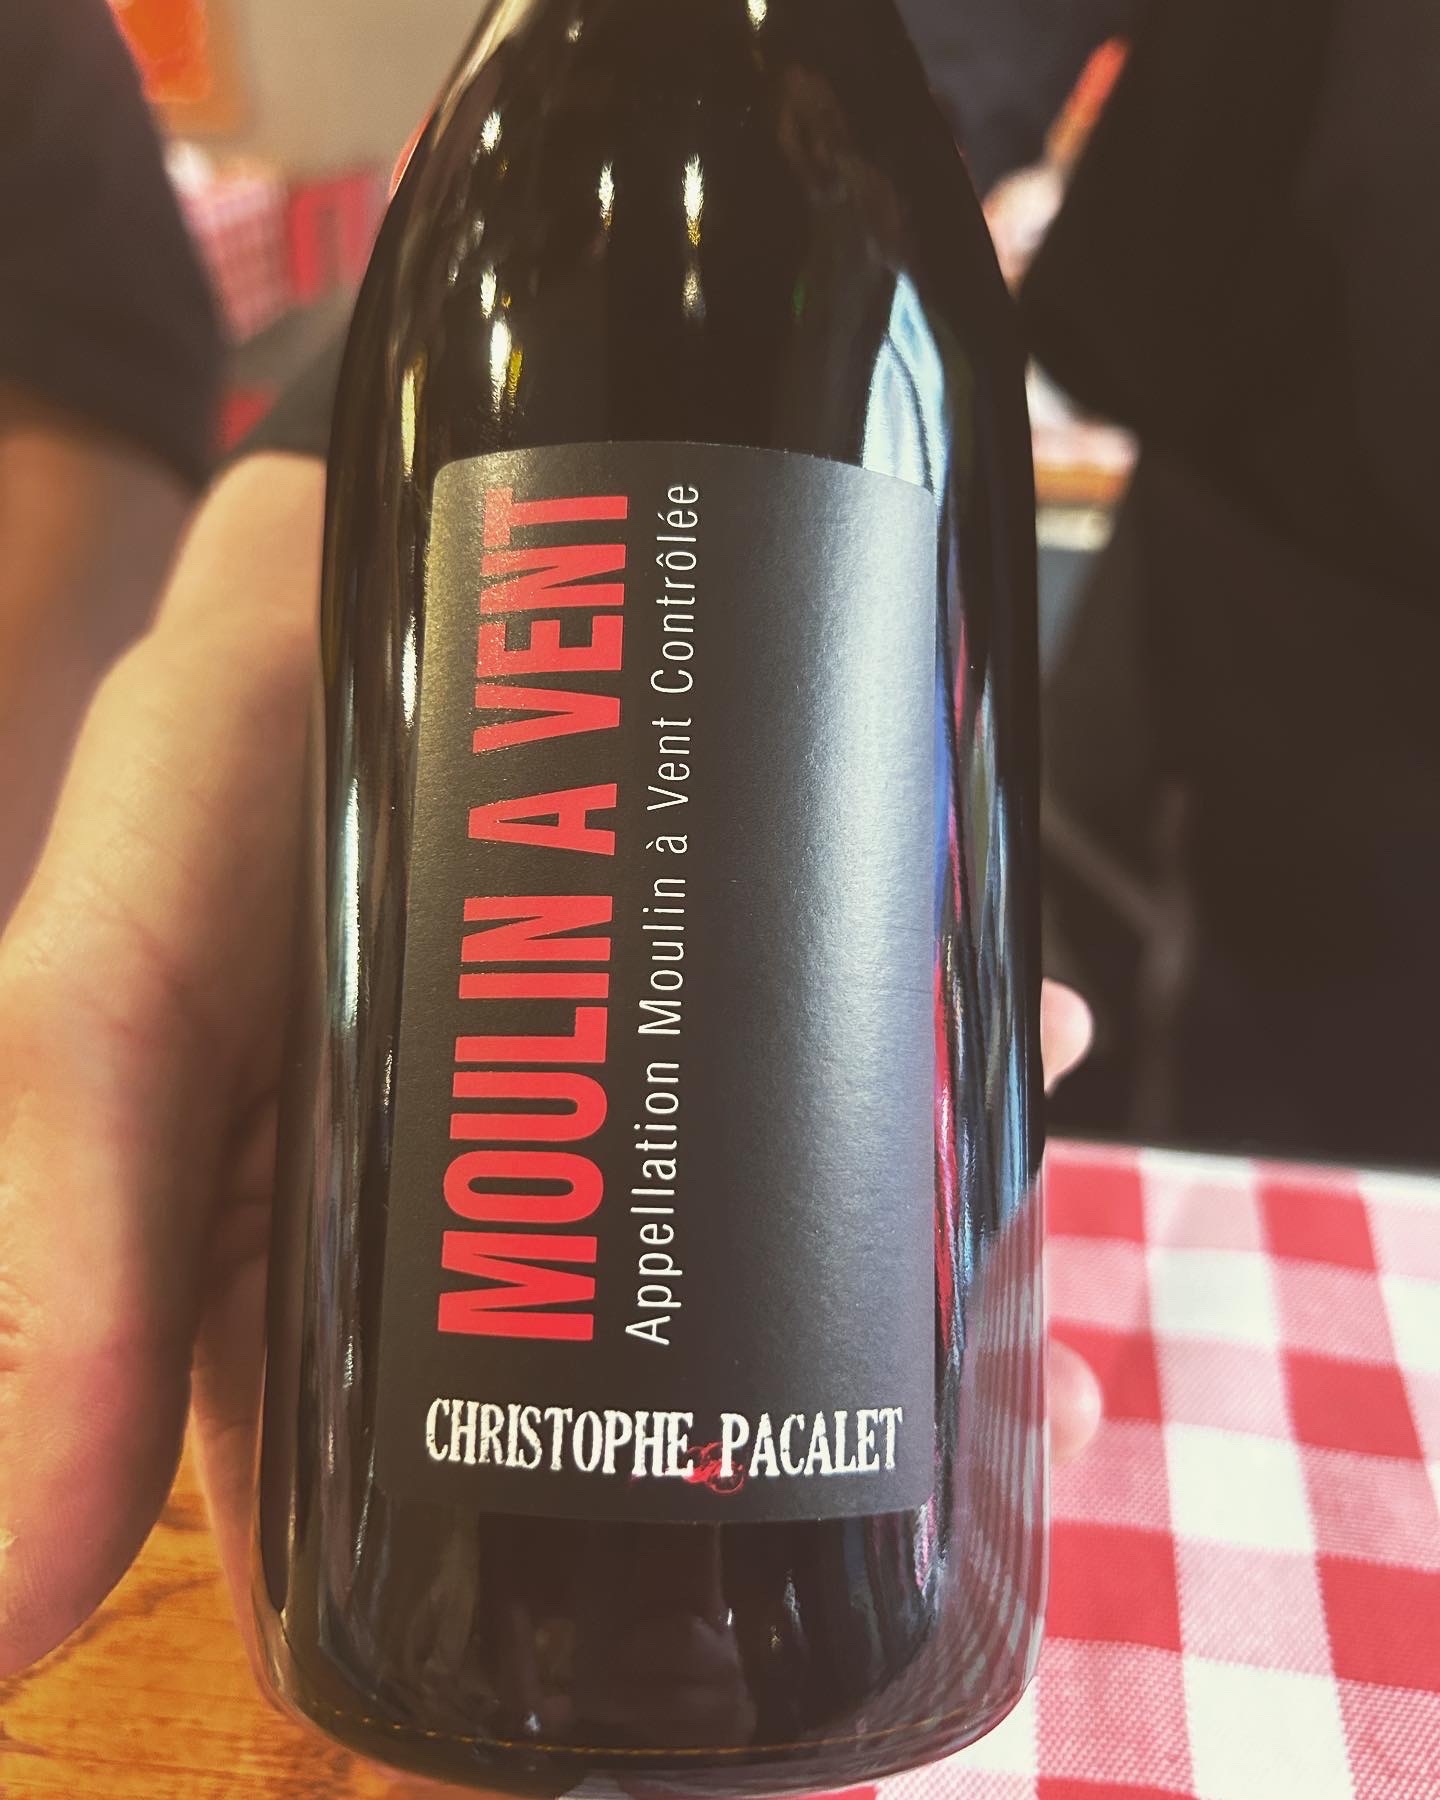 MOULIN A VENT
Appellation Moulin à Vent Contrôlée
CHRISTOPHE PACALET